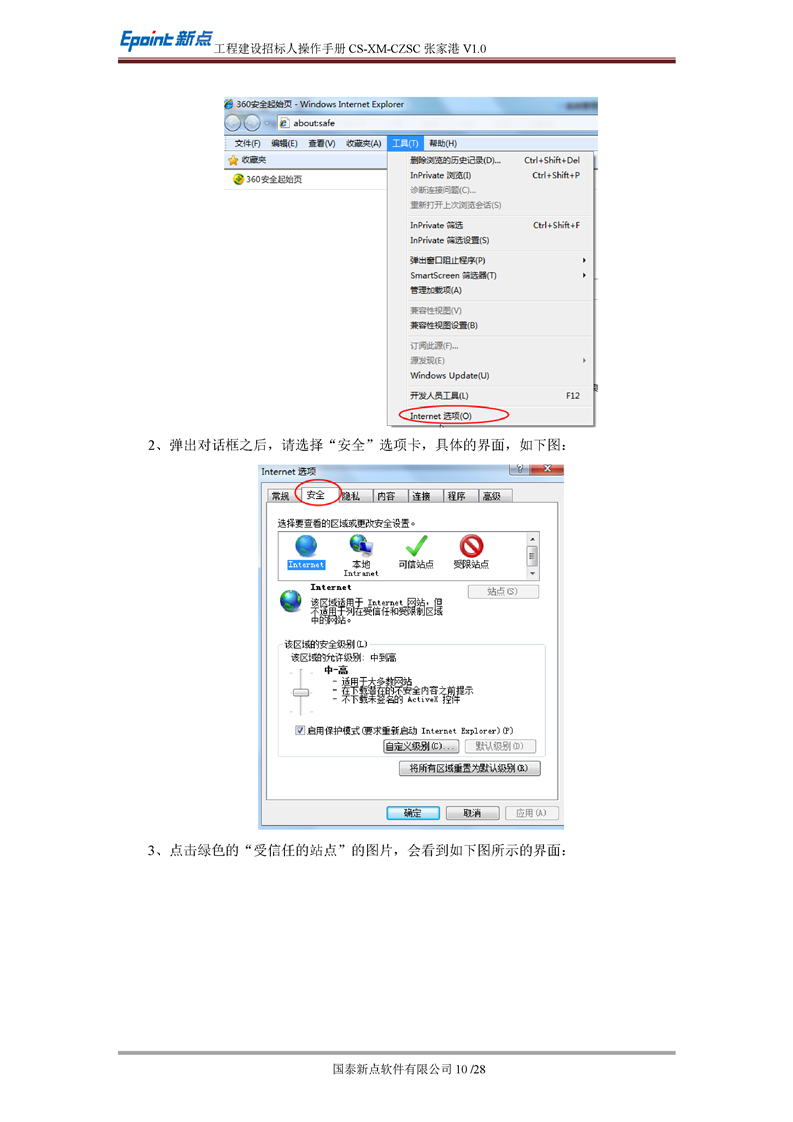 Epoint 新点 工程建设招标人操作手册 CS-XM-CZSC 张家港 V1.0
360安全起始页 - Windows Internet Explorer
about:safe
文件(F) 编辑(E) 查看(V) 收藏夹(A) 工具(T) 帮助(H)
收藏夹
360安全起始页
删除浏览的历史记录(D)... Ctrl+Shift+Del
InPrivate 浏览(I) Ctrl+Shift+P
诊断连接问题(C)...
重新打开上次浏览会话(S)
InPrivate 筛选 Ctrl+Shift+F
InPrivate 筛选设置(S)
弹出窗口阻止程序(P)
SmartScreen 筛选器(T)
管理加载项(A)
兼容性视图(V)
兼容性视图设置(B)
订阅此源(F)...
源发现(E)
Windows Update(U)
开发人员工具(L) F12
Internet 选项(O)
2、弹出对话框之后，请选择“安全”选项卡，具体的界面，如下图：
Internet 选项
常规 安全 隐私 内容 连接 程序 高级
选择要查看的区域或更改安全设置。
Internet 本地 Intranet 可信站点 受限站点
Internet
站点(S)
该区域适用于 Internet 网站，但
不适用于列在受信任和受限制区域
中的网站。
该区域的安全级别(L)
该区域的允许级别: 中到高
中-高
- 适用于大多数网站
- 在下载潜在的不安全内容之前提示
- 不下载未签名的 ActiveX 控件
启用保护模式(要求重新启动 Internet Explorer)(P)
自定义级别(C)... 默认级别(D)
将所有区域重置为默认级别(R)
确定 取消 应用(A)
3、点击绿色的“受信任的站点”的图片，会看到如下图所示的界面：
国泰新点软件有限公司 10 /28